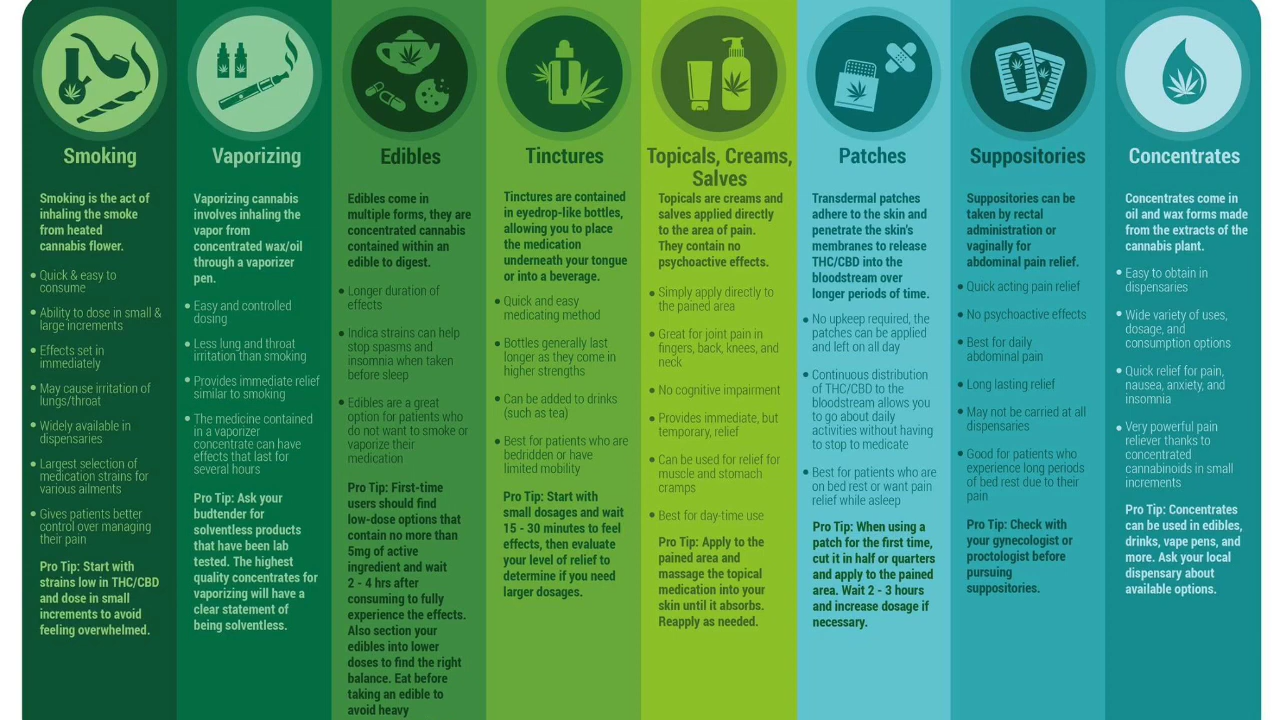 Smoking
Smoking is the act of
inhaling the smoke
from heated
cannabis flower.
• Quick & easy to
consume
• Ability to dose in small &
large increments
• Effects set in
immediately
• May cause irritation of
lungs/throat
• Widely available in
dispensaries
• Largest selection of
medication strains for
various ailments
• Gives patients better
control over managing
their pain
Pro Tip: Start with
strains low in THC/CBD
and dose in small
increments to avoid
feeling overwhelmed.
Vaporizing
Vaporizing cannabis
involves inhaling the
vapor from
concentrated wax/oil
through a vaporizer
pen.
• Easy and controlled
dosing
• Less lung and throat
irritation than smoking
• Provides immediate relief
similar to smoking
• The medicine contained
in a vaporizer
concentrate can have
effects that last for
several hours
Pro Tip: Ask your
budtender for
solventless products
that have been lab
tested. The highest
quality concentrates for
vaporizing will have a
clear statement of
being solventless.
Edibles
Edibles come in
multiple forms, they are
concentrated cannabis
contained within an
edible to digest.
• Longer duration of
effects
• Indica strains can help
stop spasms and
insomnia when taken
before sleep
• Edibles are a great
option for patients who
do not want to smoke or
vaporize their
medication
Pro Tip: First-time
users should find
low-dose options that
contain no more than
5mg of active
ingredient and wait
2 - 4 hrs after
consuming to fully
experience the effects.
Also section your
edibles into lower
doses to find the right
balance. Eat before
taking an edible to
avoid heavy
Tinctures
Tinctures are contained
in eyedrop-like bottles,
allowing you to place
the medication
underneath your tongue
or into a beverage.
• Quick and easy
medicating method
• Bottles generally last
longer as they come in
higher strengths
• Can be added to drinks
(such as tea)
• Best for patients who are
bedridden or have
limited mobility
Pro Tip: Start with
small dosages and wait
15 - 30 minutes to feel
effects, then evaluate
your level of relief to
determine if you need
larger dosages.
Topicals, Creams,
Salves
Topicals are creams and
salves applied directly
to the area of pain.
They contain no
psychoactive effects.
• Simply apply directly to
the pained area
• Great for joint pain in
fingers, back, knees, and
neck
• No cognitive impairment
• Provides immediate, but
temporary, relief
• Can be used for relief for
muscle and stomach
cramps
• Best for day-time use
Pro Tip: Apply to the
pained area and
massage the topical
medication into your
skin until it absorbs.
Reapply as needed.
Patches
Transdermal patches
adhere to the skin and
penetrate the skin's
membranes to release
THC/CBD into the
bloodstream over
longer periods of time.
• No upkeep required, the
patches can be applied
and left on all day
• Continuous distribution
of THC/CBD to the
bloodstream allows you
to go about daily
activities without having
to stop to medicate
• Best for patients who are
on bed rest or want pain
relief while asleep
Pro Tip: When using a
patch for the first time,
cut it in half or quarters
and apply to the pained
area. Wait 2 - 3 hours
and increase dosage if
necessary.
Suppositories
Suppositories can be
taken by rectal
administration or
vaginally for
abdominal pain relief.
• Quick acting pain relief
• No psychoactive effects
• Best for daily
abdominal pain
• Long lasting relief
• May not be carried at all
dispensaries
• Good for patients who
experience long periods
of bed rest due to their
pain
Pro Tip: Check with
your gynecologist or
proctologist before
pursuing
suppositories.
Concentrates
Concentrates come in
oil and wax forms made
from the extracts of the
cannabis plant.
• Easy to obtain in
dispensaries
• Wide variety of uses,
dosage, and
consumption options
• Quick relief for pain,
nausea, anxiety, and
insomnia
• Very powerful pain
reliever thanks to
concentrated
cannabinoids in small
increments
Pro Tip: Concentrates
can be used in edibles,
drinks, vape pens, and
more. Ask your local
dispensary about
available options.